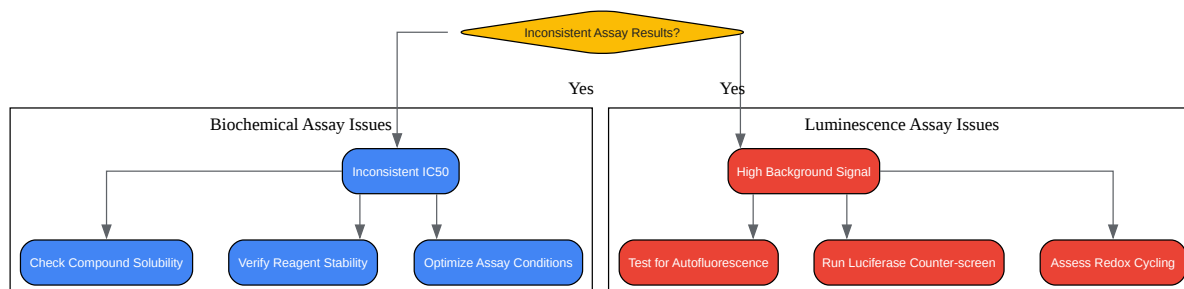 Inconsistent Assay Results?
Yes
Yes
Biochemical Assay Issues
Luminescence Assay Issues
Inconsistent IC50
High Background Signal
Check Compound Solubility
Verify Reagent Stability
Optimize Assay Conditions
Test for Autofluorescence
Run Luciferase Counter-screen
Assess Redox Cycling